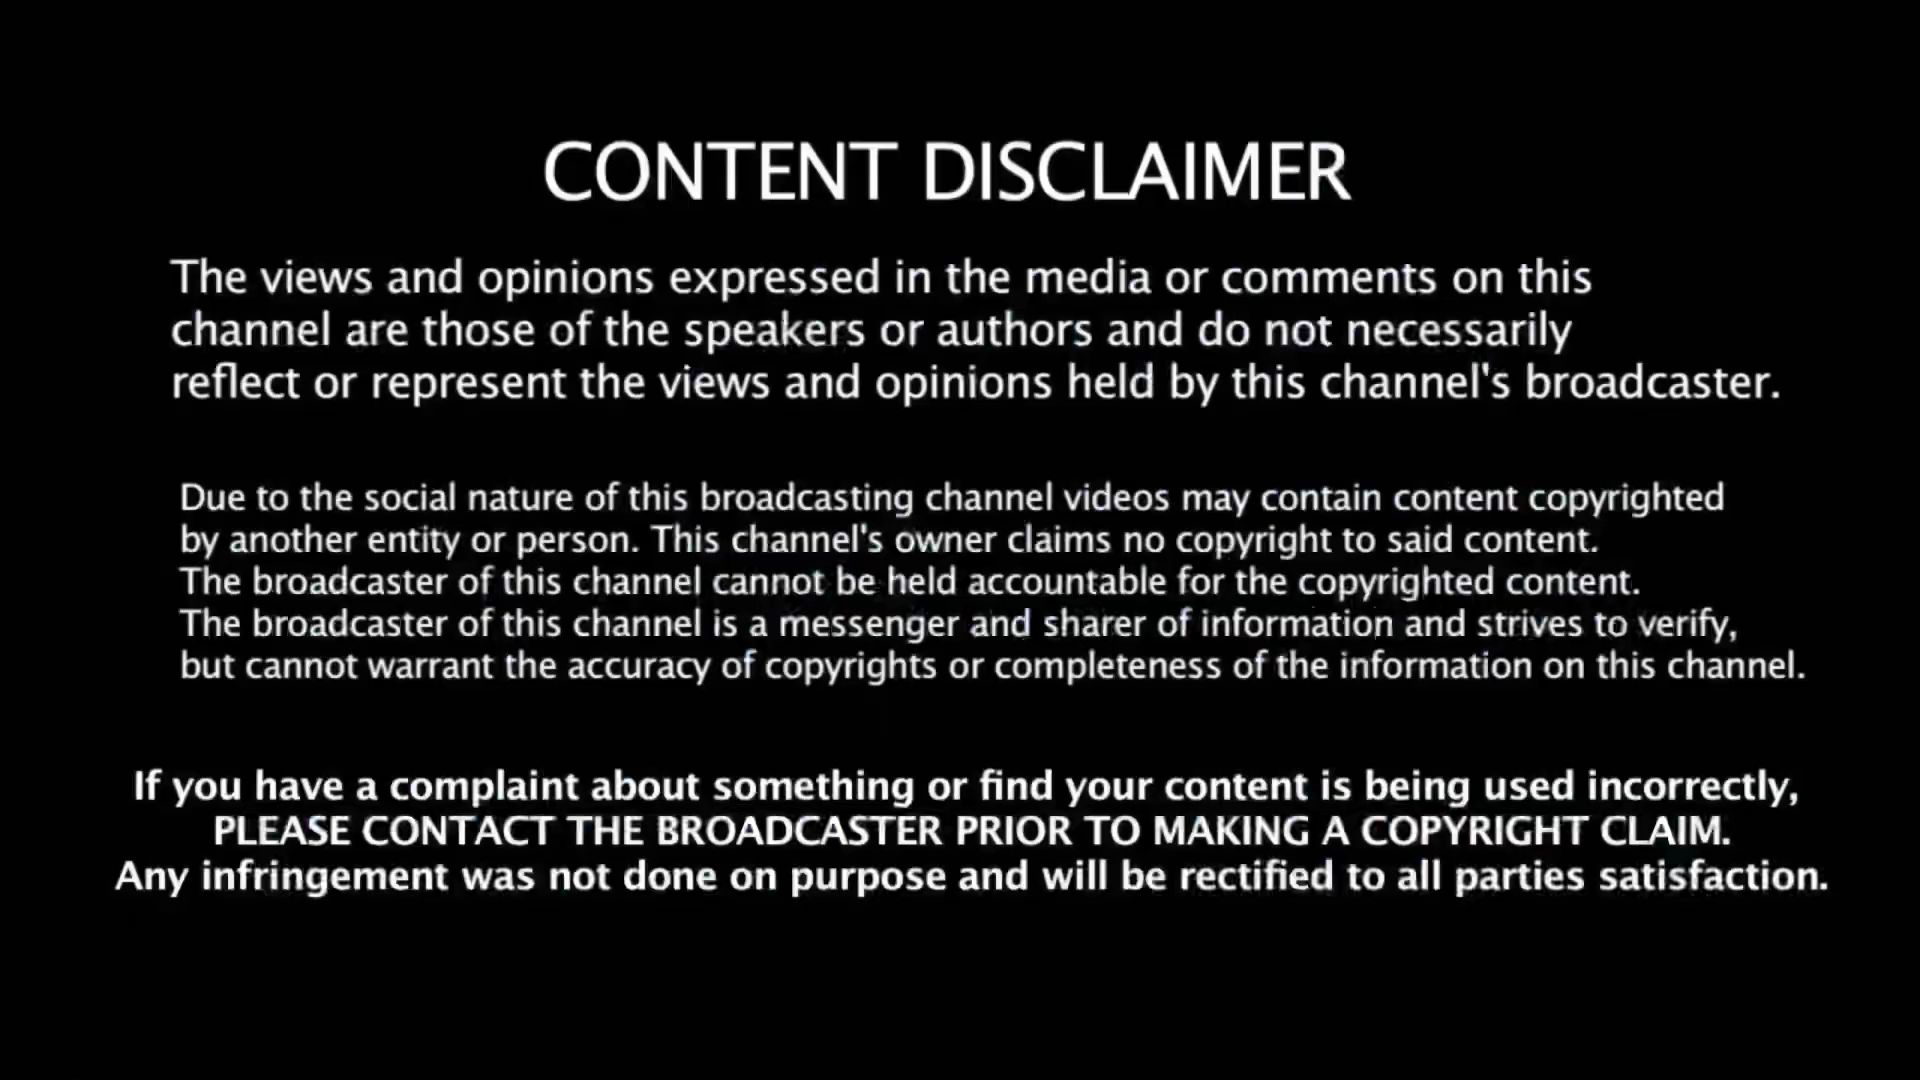 CONTENT DISCLAIMER
The views and opinions expressed in the media or comments on this
channel are those of the speakers or authors and do not necessarily
reflect or represent the views and opinions held by this channel's broadcaster.
Due to the social nature of this broadcasting channel videos may contain content copyrighted
by another entity or person. This channel's owner claims no copyright to said content.
The broadcaster of this channel cannot be held accountable for the copyrighted content.
The broadcaster of this channel is a messenger and sharer of information and strives to verify,
but cannot warrant the accuracy of copyrights or completeness of the information on this channel.
If you have a complaint about something or find your content is being used incorrectly,
PLEASE CONTACT THE BROADCASTER PRIOR TO MAKING A COPYRIGHT CLAIM.
Any infringement was not done on purpose and will be rectified to all parties satisfaction.